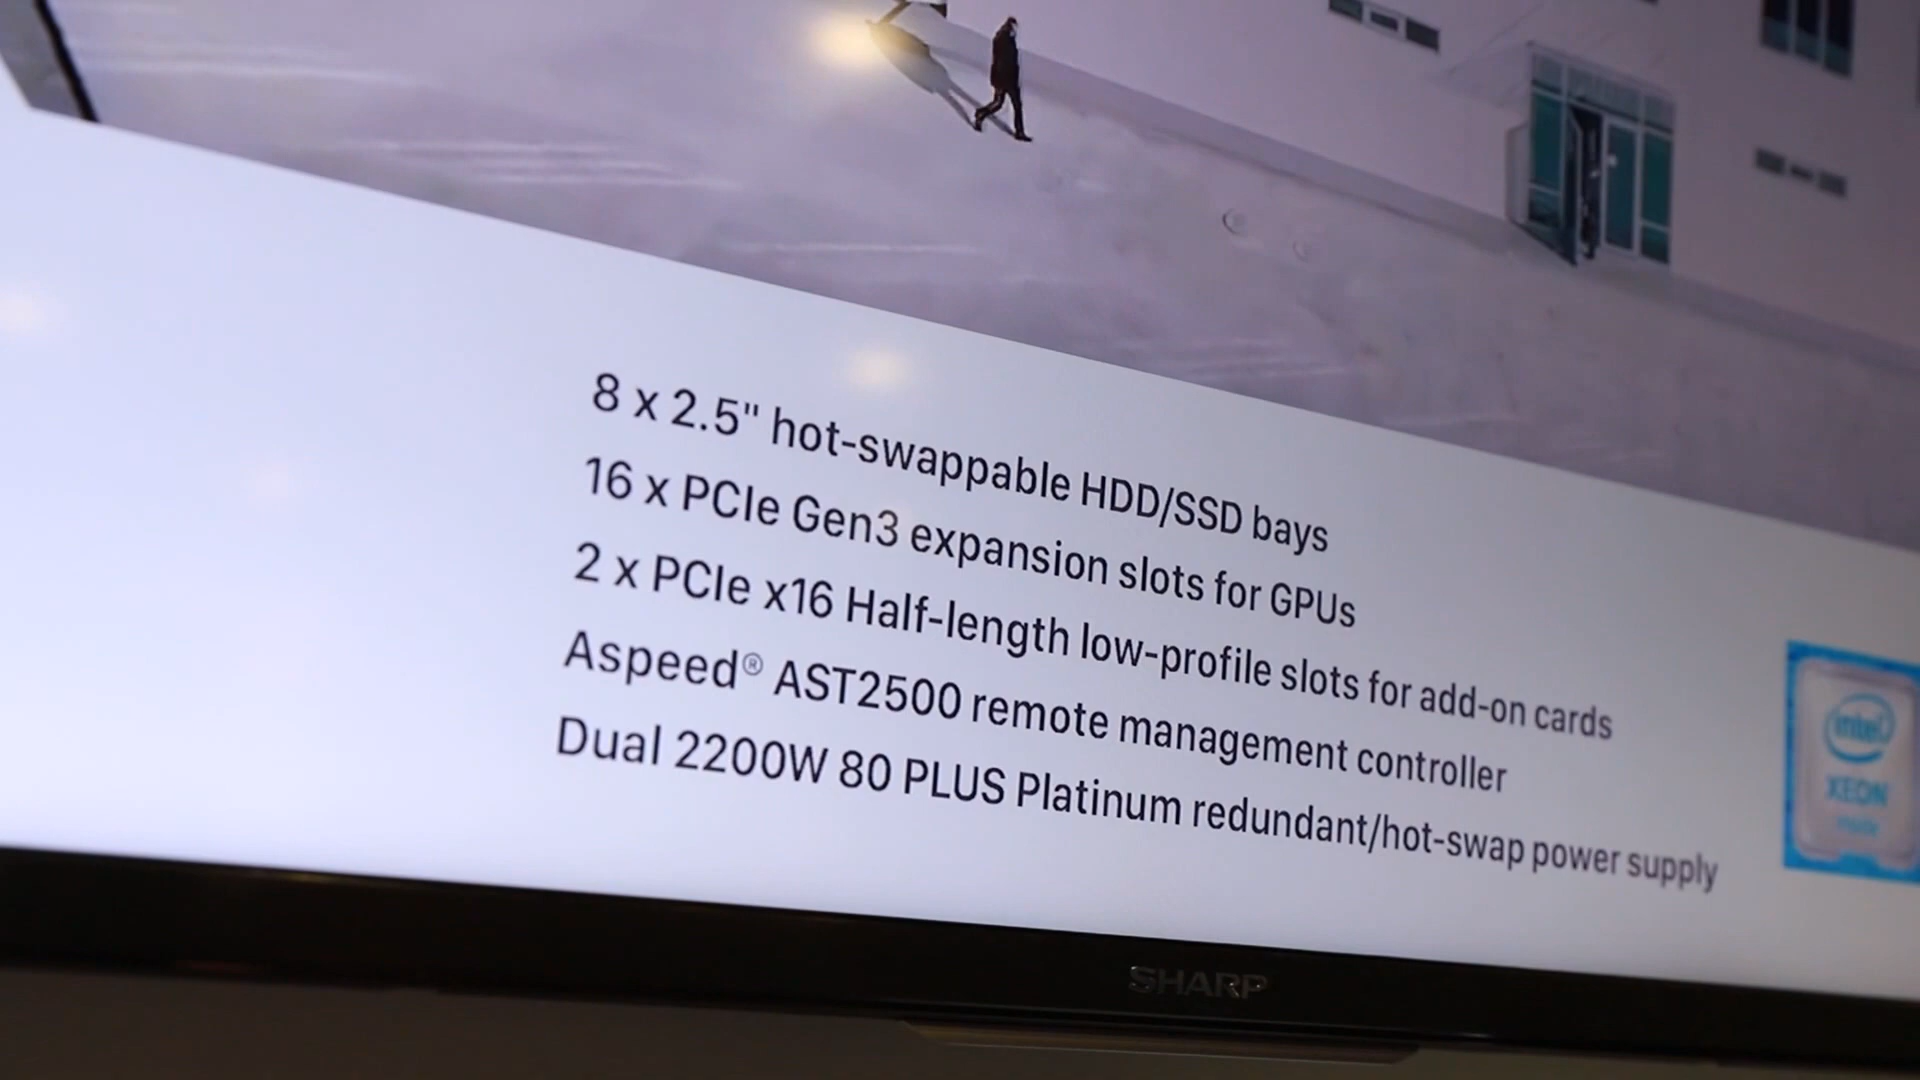 8 x 2.5" hot-swappable HDD/SSD bays
16 x PCIe Gen3 expansion slots for GPUs
2 x PCIe x16 Half-length low-profile slots for add-on cards
Aspeed® AST2500 remote management controller
Dual 2200W 80 PLUS Platinum redundant/hot-swap power supply
intel
XEON
inside
SHARP